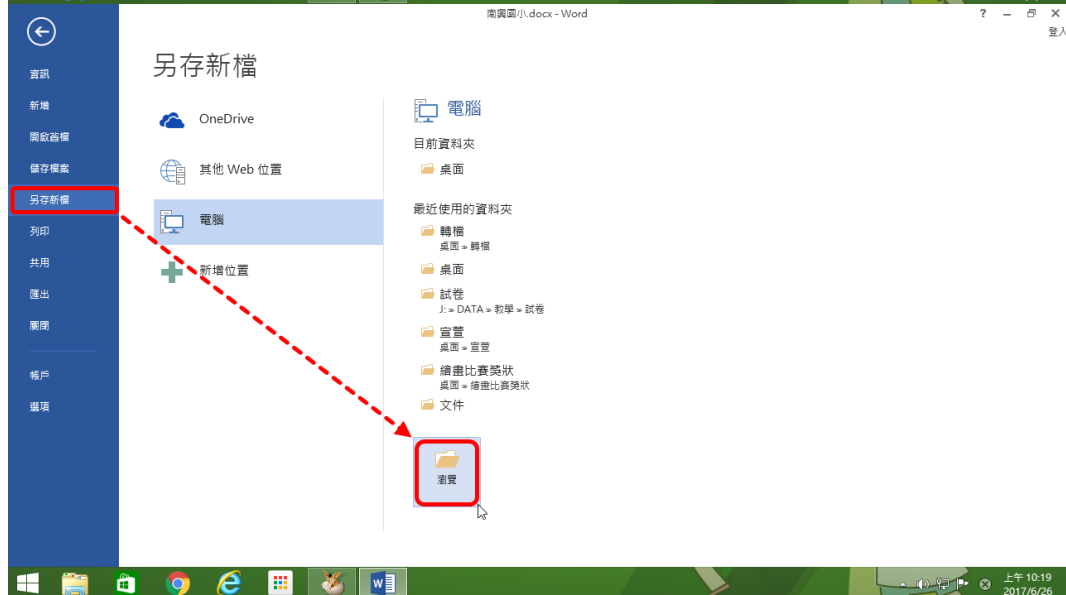 南興國小.docx - Word
?
登入
資訊
新增
開啟舊檔
儲存檔案
另存新檔
列印
共用
匯出
關閉
帳戶
選項
另存新檔
OneDrive
其他 Web 位置
電腦
新增位置
電腦
目前資料夾
桌面
最近使用的資料夾
轉檔
桌面 » 轉檔
桌面
試卷
J: » DATA » 教學 » 試卷
宣萱
桌面 » 宣萱
繪畫比賽獎狀
桌面 » 繪畫比賽獎狀
文件
瀏覽
上午 10:19
2017/6/26